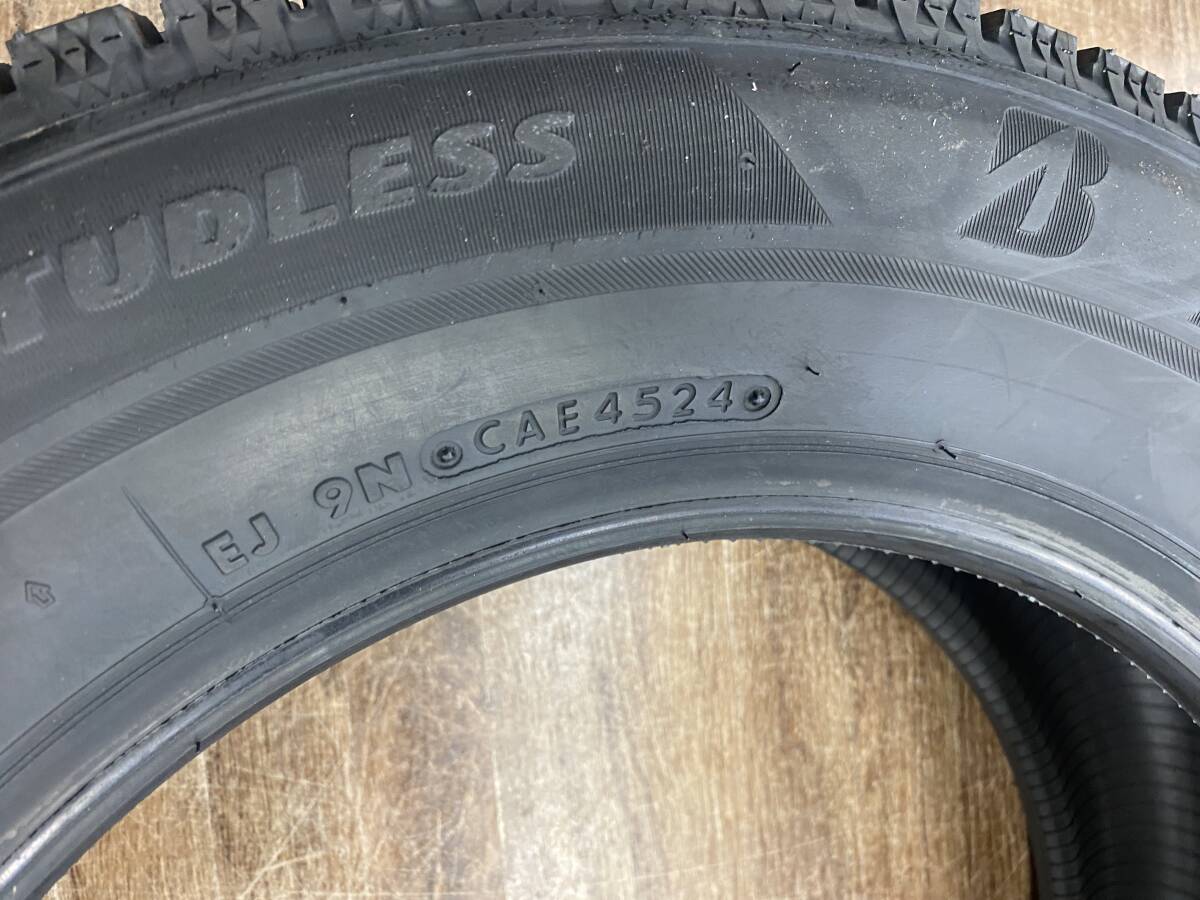 TUDLESS
B
EJ 9N CAE4524